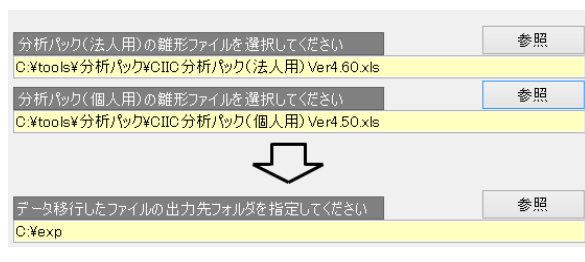 分析パック(法人用)の雛形ファイルを選択してください
参照
C:¥tools¥分析パック¥CIIC分析パック(法人用)Ver4.60.xls
分析パック(個人用)の雛形ファイルを選択してください
参照
C:¥tools¥分析パック¥CIIC分析パック(個人用)Ver4.50.xls
データ移行したファイルの出力先フォルダを指定してください
参照
C:¥exp